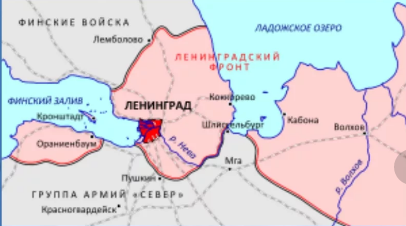 ФИНСКИЕ ВОЙСКА
Лемболово
ЛАДОЖСКОЕ ОЗЕРО
ЛЕНИНГРАДСКИЙ
ФРОНТ
ФИНСКИЙ ЗАЛИВ
ЛЕНИНГРАД
Коккорево
Кронштадт
Шлиссельбург
Кабона
Волхов
Ораниенбаум
р. Нева
Мга
р. Волхов
Пушкин
ГРУППА АРМИЙ «СЕВЕР»
Красногвардейск